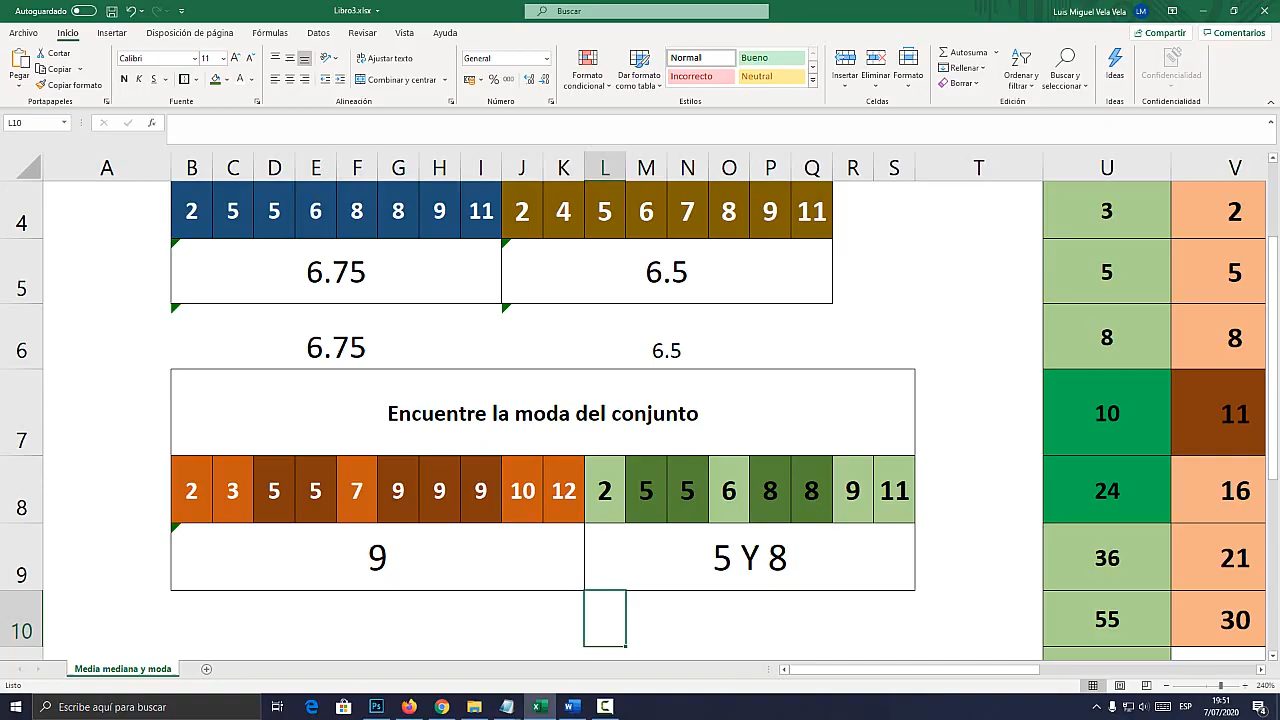 Autoguardado
Libro3.xlsx
Buscar
Luis Miguel Vela Vela
LM
Archivo Inicio Insertar Disposición de página Fórmulas Datos Revisar Vista Ayuda
Compartir
Comentarios
Pegar
Cortar
Copiar
Copiar formato
Portapapeles
Calibri
11
N K S
Fuente
Ajustar texto
Combinar y centrar
Alineación
General
% 000
Número
Formato condicional
Dar formato como tabla
Normal
Bueno
Incorrecto
Neutral
Estilos
Insertar Eliminar Formato
Celdas
Autosuma
Rellenar
Borrar
Ordenar y filtrar
Buscar y seleccionar
Edición
Ideas
Ideas
Confidencialidad
Confidencialidad
L10
fx
A B C D E F G H I J K L M N O P Q R S T U V
4 2 5 5 6 8 8 9 11 2 4 5 6 7 8 9 11 3 2
5 6.75 6.5 5 5
6 6.75 6.5 8 8
7 Encuentre la moda del conjunto 10 11
8 2 3 5 5 7 9 9 9 10 12 2 5 5 6 8 8 9 11 24 16
9 9 5 Y 8 36 21
10 55 30
Media mediana y moda
Listo
240%
Escribe aquí para buscar
ESP
19:51
7/07/2020